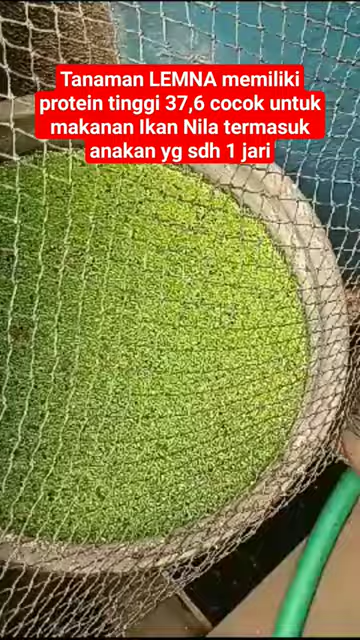 Tanaman LEMNA memiliki
protein tinggi 37,6 cocok untuk
makanan Ikan Nila termasuk
anakan yg sdh 1 jari